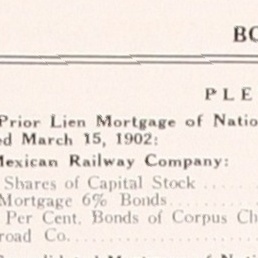 BO
PLE
Prior Lien Mortgage of Natio
ed March 15, 1902:
Mexican Railway Company:
Shares of Capital Stock ....
Mortgage 6% Bonds......
Per Cent. Bonds of Corpus Ch
road Co.......